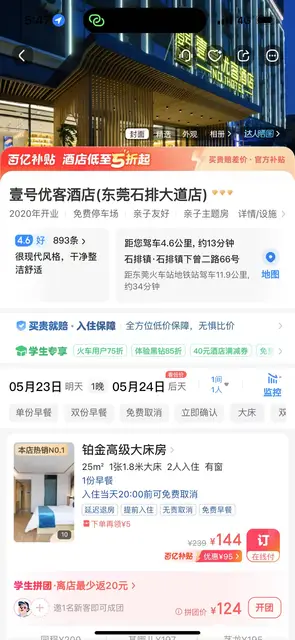 壹号优客酒店
封面 精选 外观 相册 达人晒图
百亿补贴 酒店低至5折起
买贵赔差价·官方补贴
壹号优客酒店(东莞石排大道店)
2020年开业 免费停车场 亲子友好 亲子主题房 详情/设施
4.6 好 893条
很现代风格，干净整洁舒适
距您驾车4.6公里，约13分钟
石排镇·石排镇下曾二路66号
距东莞火车站地铁站驾车11.9公里，约34分钟
地图
买贵就赔·入住保障 全方位低价保障，无惧比价
学生专享 火车用户75折 体验黑钻85折 40元酒店满减券
05月23日 明天 1晚 05月24日 后天
看低价
1间
1人
监控
单份早餐 双份早餐 免费取消 立即确认 大床
本店热销NO.1
铂金高级大床房
25m² 1张1.8米大床 2人入住 有窗
1份早餐
入住当天20:00前可免费取消
延迟退房 提前入住 无责取消 免费早餐
下单再领¥5
10
¥239 ¥144
百亿补贴 优惠¥95
订
在线付
学生拼团·离店最少返20元
邀1名新客即可成团
拼团价 ¥124
开团